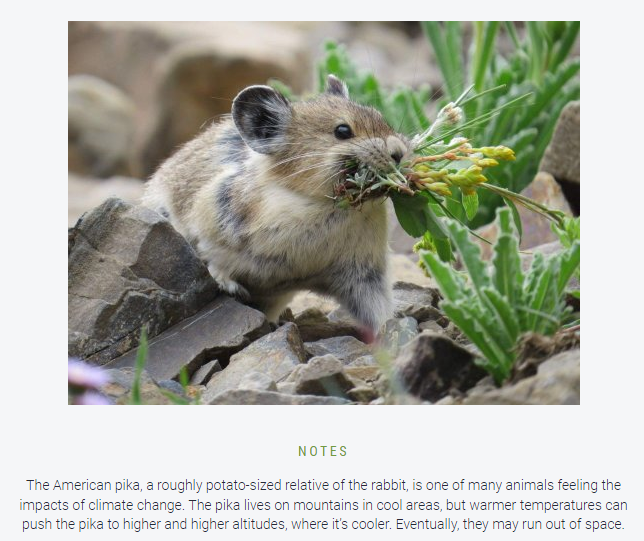 NOTES
The American pika, a roughly potato-sized relative of the rabbit, is one of many animals feeling the
impacts of climate change. The pika lives on mountains in cool areas, but warmer temperatures can
push the pika to higher and higher altitudes, where it's cooler. Eventually, they may run out of space.